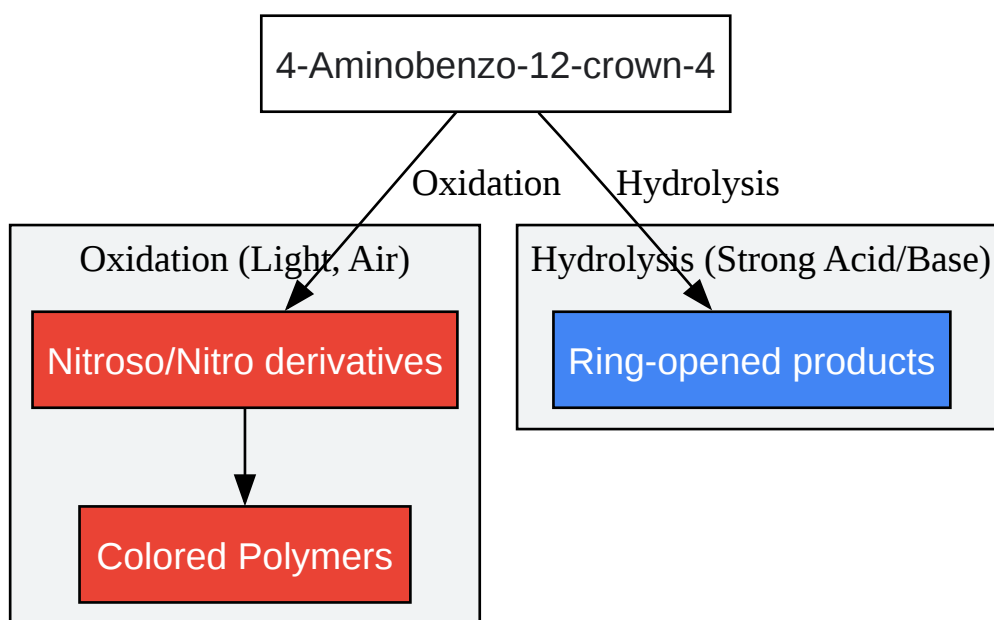 4-Aminobenzo-12-crown-4
Oxidation
Hydrolysis
Oxidation (Light, Air)
Hydrolysis (Strong Acid/Base)
Nitroso/Nitro derivatives
Ring-opened products
Colored Polymers